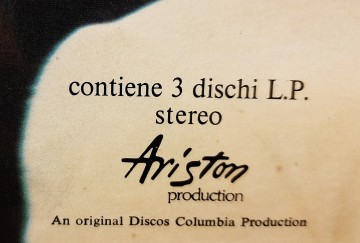 contiene 3 dischi L.P.
stereo
Ariston
production
An original Discos Columbia Production